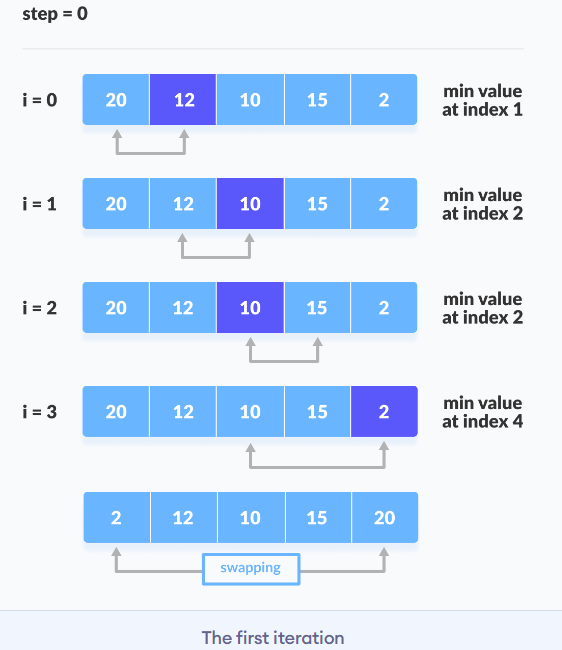 step = 0
i = 0 20 12 10 15 2 min value
at index 1
i = 1 20 12 10 15 2 min value
at index 2
i = 2 20 12 10 15 2 min value
at index 2
i = 3 20 12 10 15 2 min value
at index 4
2 12 10 15 20
swapping
The first iteration